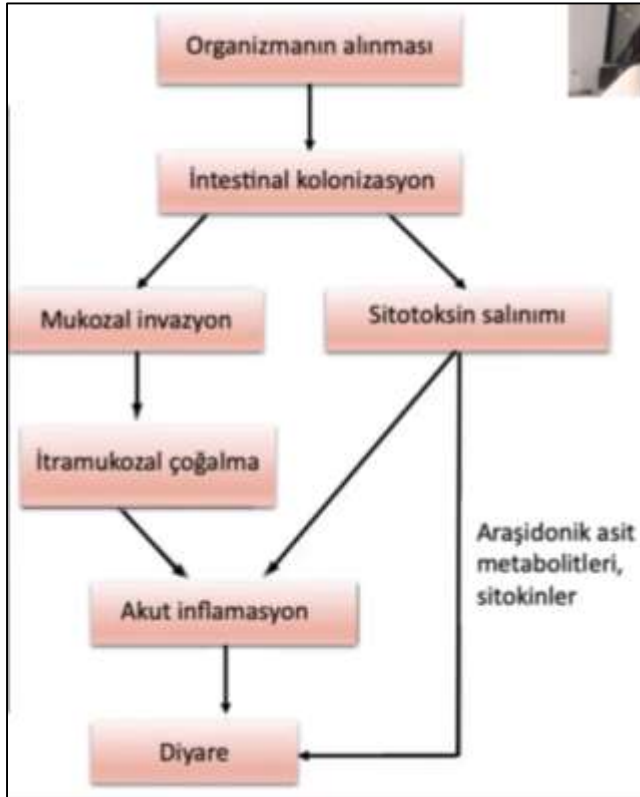 Organizmanın alınması
İntestinal kolonizasyon
Mukozal invazyon
Sitotoksin salınımı
İtramukozal çoğalma
Araşidonik asit
metabolitleri,
sitokinler
Akut inflamasyon
Diyare